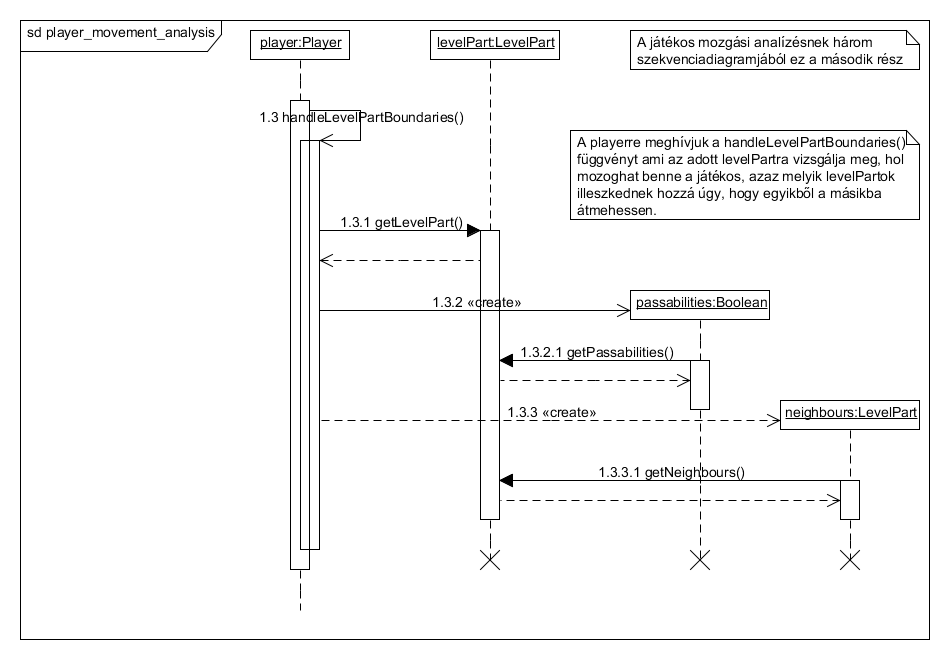 sd player_movement_analysis
player:Player
levelPart:LevelPart
A játékos mozgási analízésnek három
szekvenciadiagramjából ez a második rész
1.3 handleLevelPartBoundaries()
A playerre meghívjuk a handleLevelPartBoundaries()
függvényt ami az adott levelPartra vizsgálja meg, hol
mozoghat benne a játékos, azaz melyik levelPartok
illeszkednek hozzá úgy, hogy egyikből a másikba
átmehessen.
1.3.1 getLevelPart()
1.3.2 «create»
passabilities:Boolean
1.3.2.1 getPassabilities()
1.3.3 «create»
neighbours:LevelPart
1.3.3.1 getNeighbours()